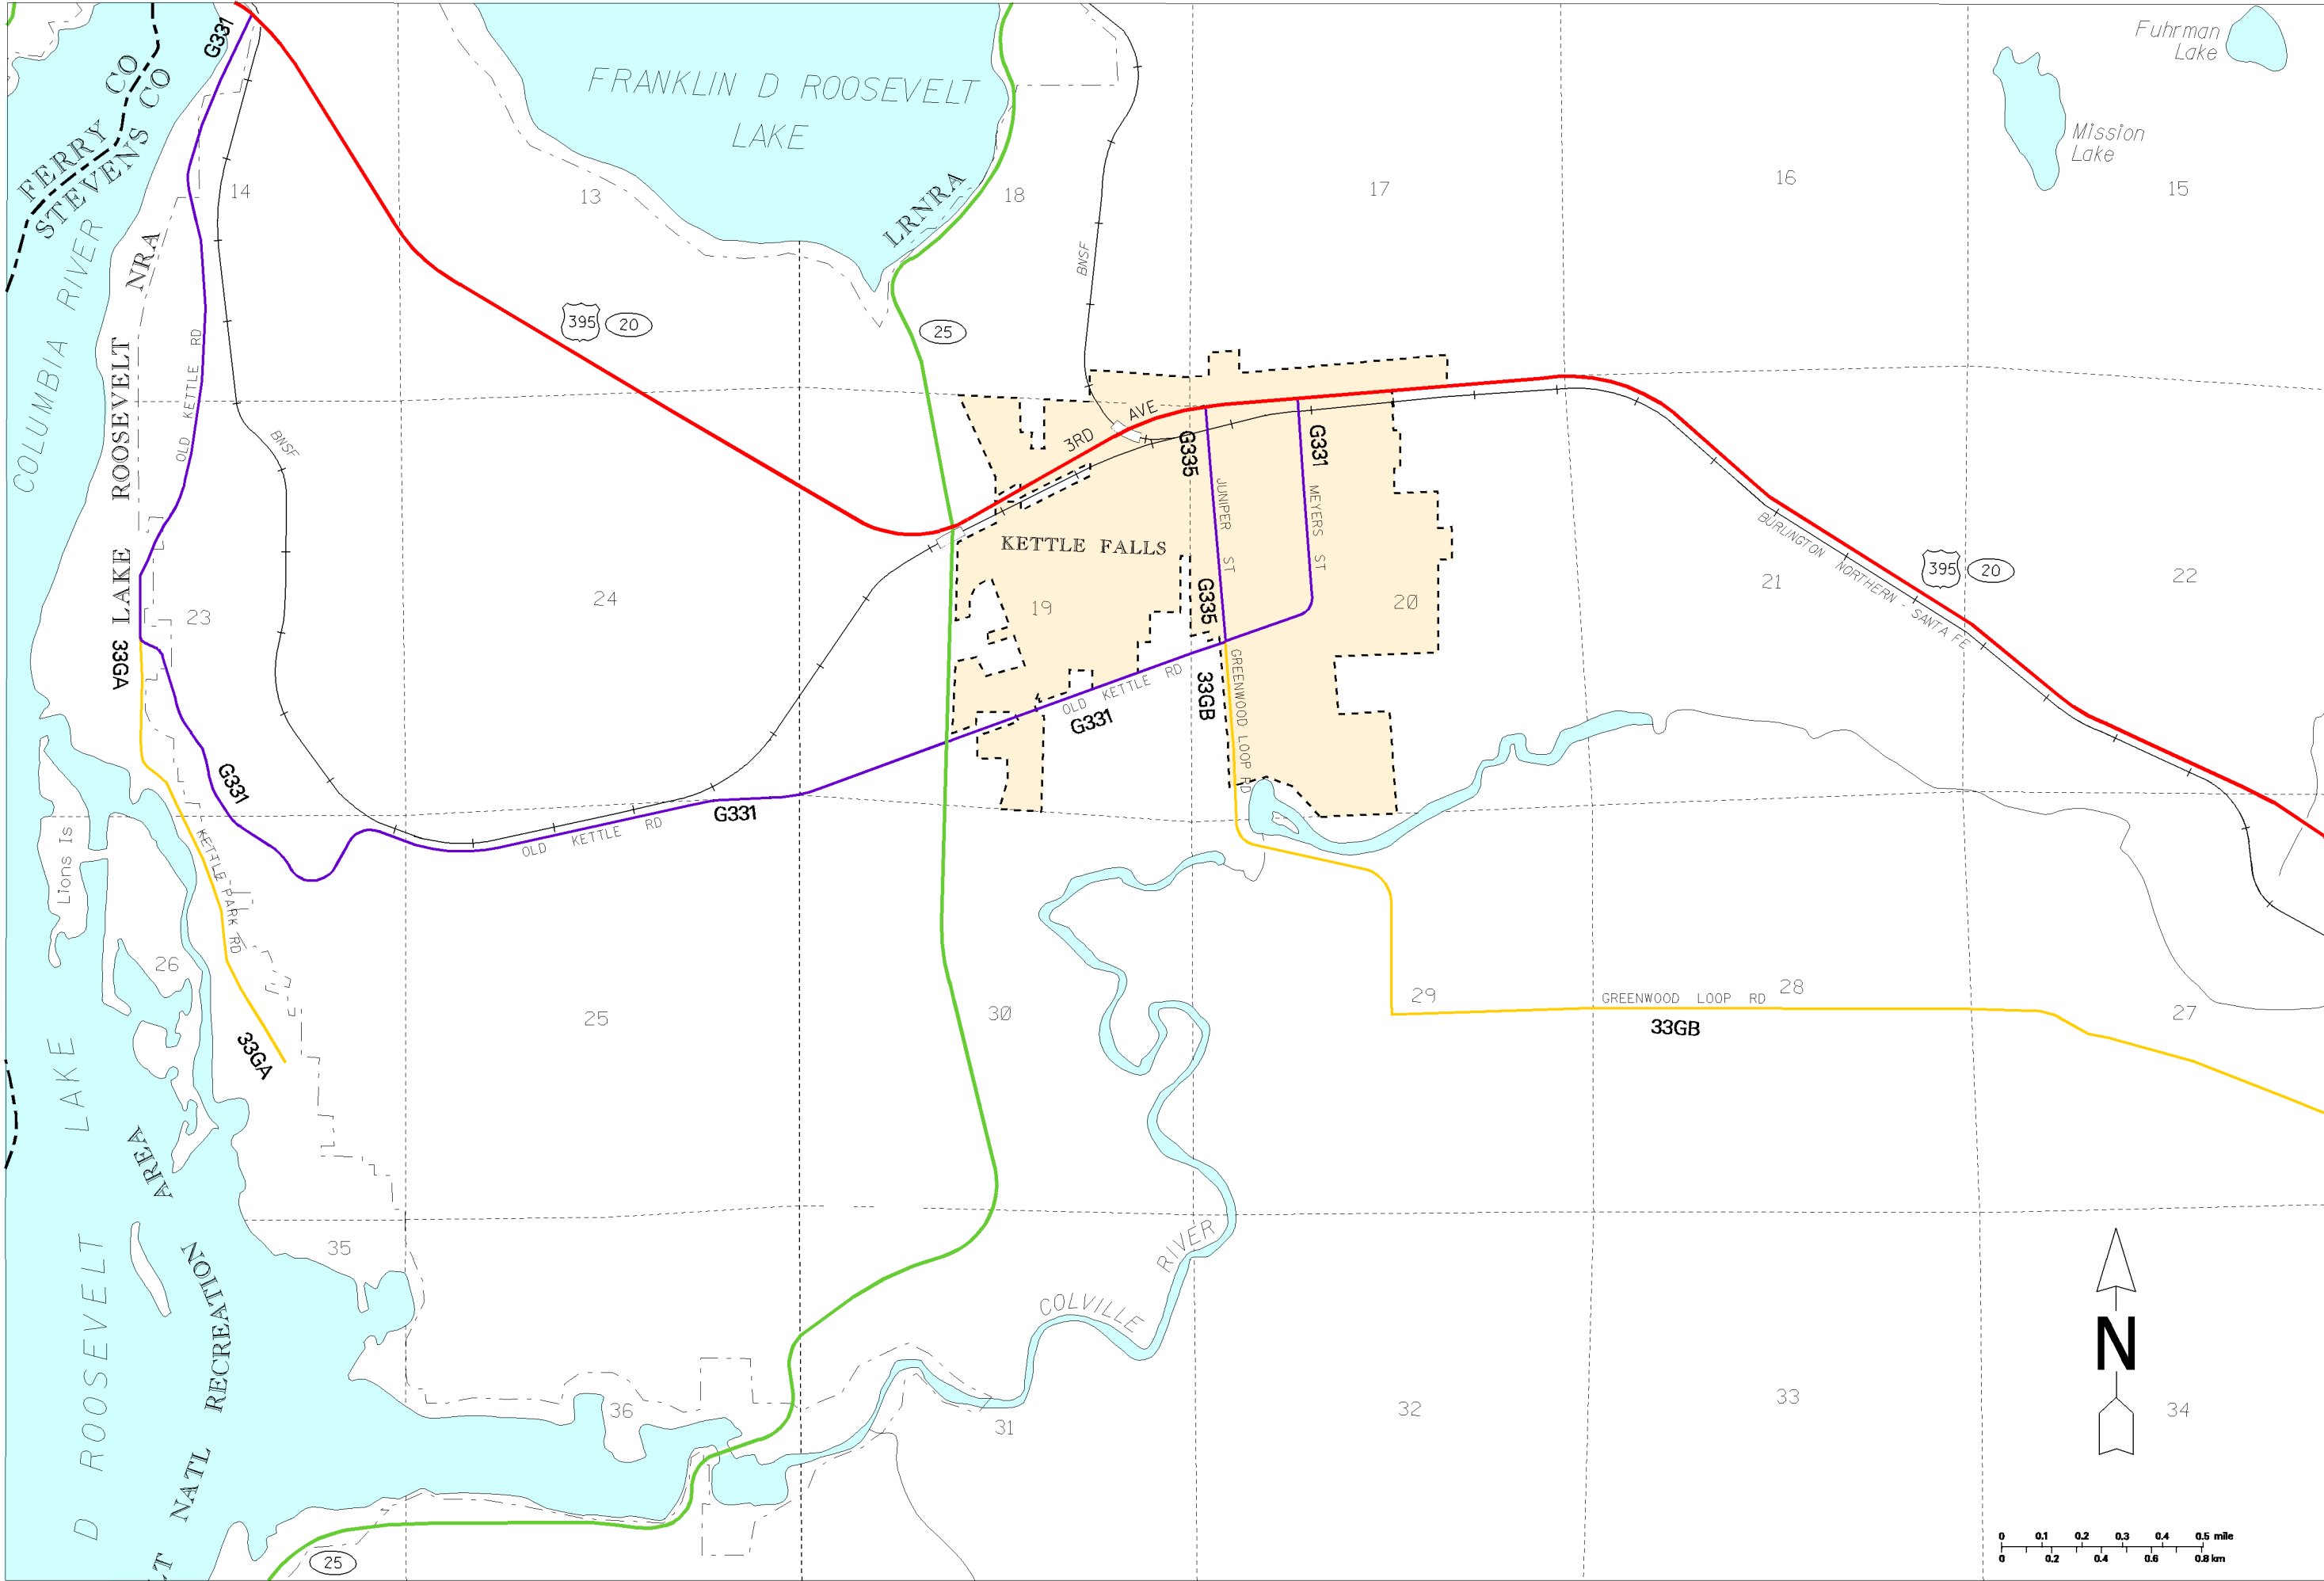 G331
FERRY CO
STEVENS CO
FRANKLIN D ROOSEVELT
LAKE
Fuhrman
Lake
Mission
Lake
14
13
18
17
16
15
LRNRA
COLUMBIA RIVER
LAKE ROOSEVELT NRA
OLD KETTLE RD
BNSF
BNSF
395
20
25
3RD AVE
G335
G331
JUNIPER ST
MEYERS ST
KETTLE FALLS
BURLINGTON NORTHERN - SANTA FE
395
20
23
24
19
20
21
22
G335
33GA
33GB
OLD KETTLE RD
G331
GREENWOOD LOOP RD
G331
G331
OLD KETTLE RD
KETTLE PARK RD
Lions Is
26
25
30
29
28
27
GREENWOOD LOOP RD
33GB
33GA
LAKE
D ROOSEVELT
AREA
NATL RECREATION
LT
35
36
31
32
33
34
COLVILLE RIVER
25
N
0 0.1 0.2 0.3 0.4 0.5 mile
0 0.2 0.4 0.6 0.8 km